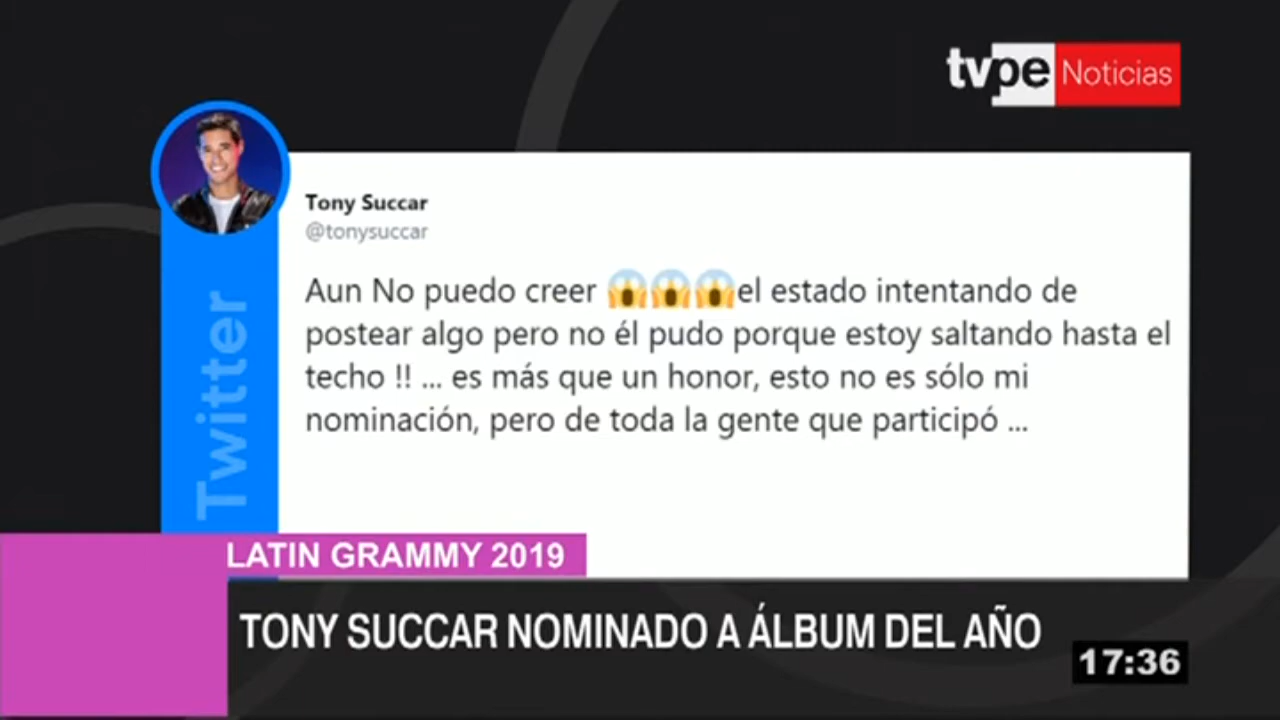 tvpe Noticias
Tony Succar
@tonysuccar
Aun No puedo creer 😱😱😱el estado intentando de
postear algo pero no él pudo porque estoy saltando hasta el
techo !! ... es más que un honor, esto no es sólo mi
nominación, pero de toda la gente que participó ...
Twitter
LATIN GRAMMY 2019
TONY SUCCAR NOMINADO A ÁLBUM DEL AÑO
17:36